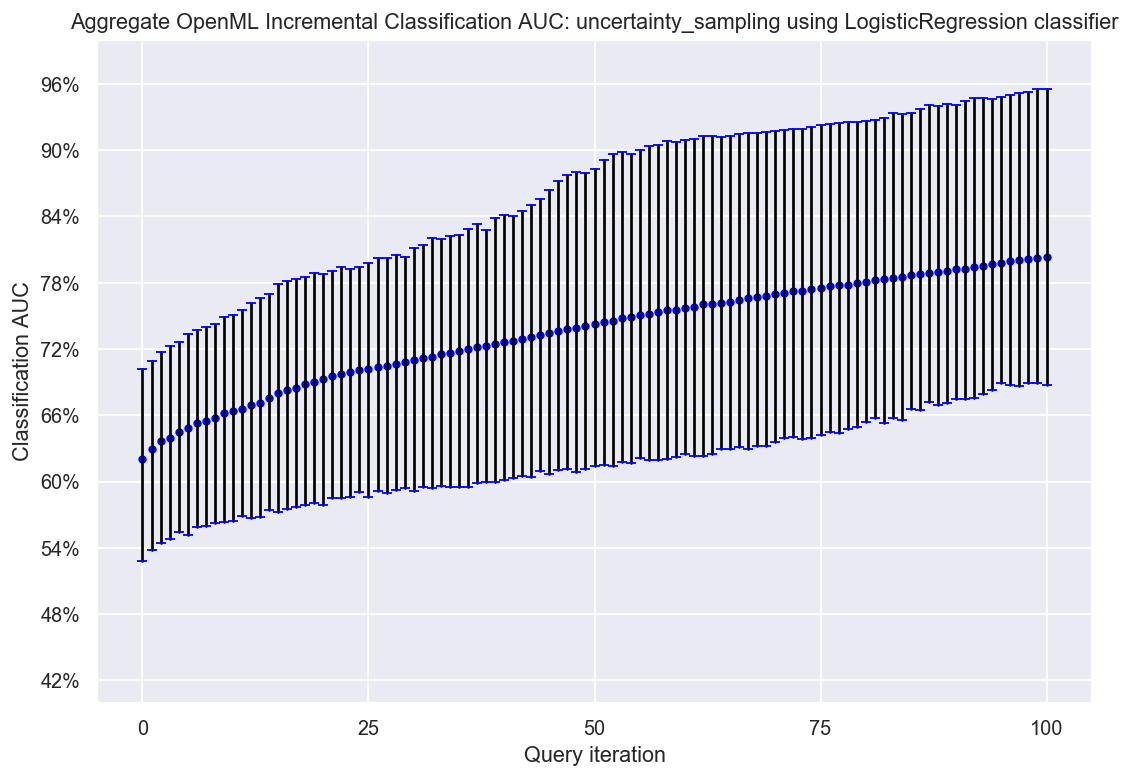 Aggregate OpenML Incremental Classification AUC: uncertainty_sampling using LogisticRegression classifier
96%
90%
84%
78%
72%
66%
60%
54%
48%
42%
Classification AUC
0 25 50 75 100
Query iteration